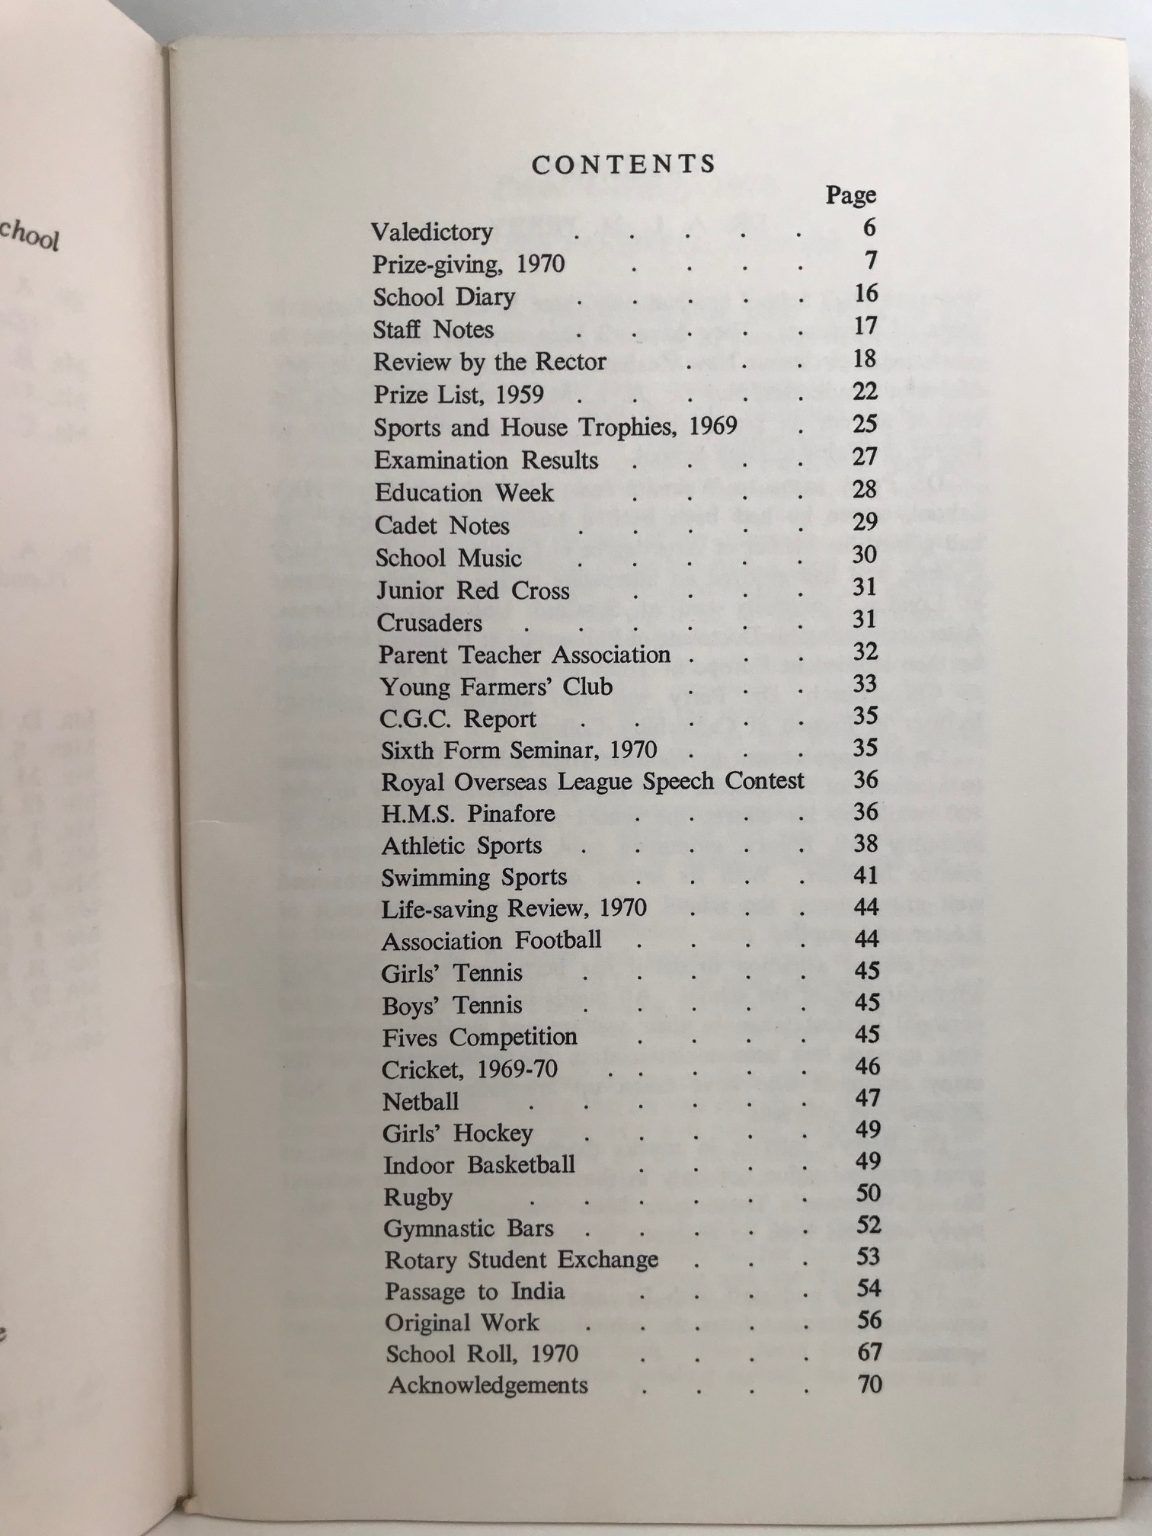 chool
CONTENTS
Page
Valedictory . . . . . 6
Prize-giving, 1970 . . . . 7
School Diary . . . . . 16
Staff Notes . . . . . 17
Review by the Rector . . . 18
Prize List, 1959 . . . . . 22
Sports and House Trophies, 1969 . 25
Examination Results . . . . 27
Education Week . . . . 28
Cadet Notes . . . . . 29
School Music . . . . . 30
Junior Red Cross . . . . 31
Crusaders . . . . . . 31
Parent Teacher Association . . . 32
Young Farmers' Club . . . 33
C.G.C. Report . . . . . 35
Sixth Form Seminar, 1970 . . . 35
Royal Overseas League Speech Contest 36
H.M.S. Pinafore . . . . 36
Athletic Sports . . . . . 38
Swimming Sports . . . . 41
Life-saving Review, 1970 . . . 44
Association Football . . . . 44
Girls' Tennis . . . . . 45
Boys' Tennis . . . . . 45
Fives Competition . . . . 45
Cricket, 1969-70 . . . . . 46
Netball . . . . . . 47
Girls' Hockey . . . . . 49
Indoor Basketball . . . . 49
Rugby . . . . . . 50
Gymnastic Bars . . . . . 52
Rotary Student Exchange . . . 53
Passage to India . . . . 54
Original Work . . . . . 56
School Roll, 1970 . . . . 67
Acknowledgements . . . . 70